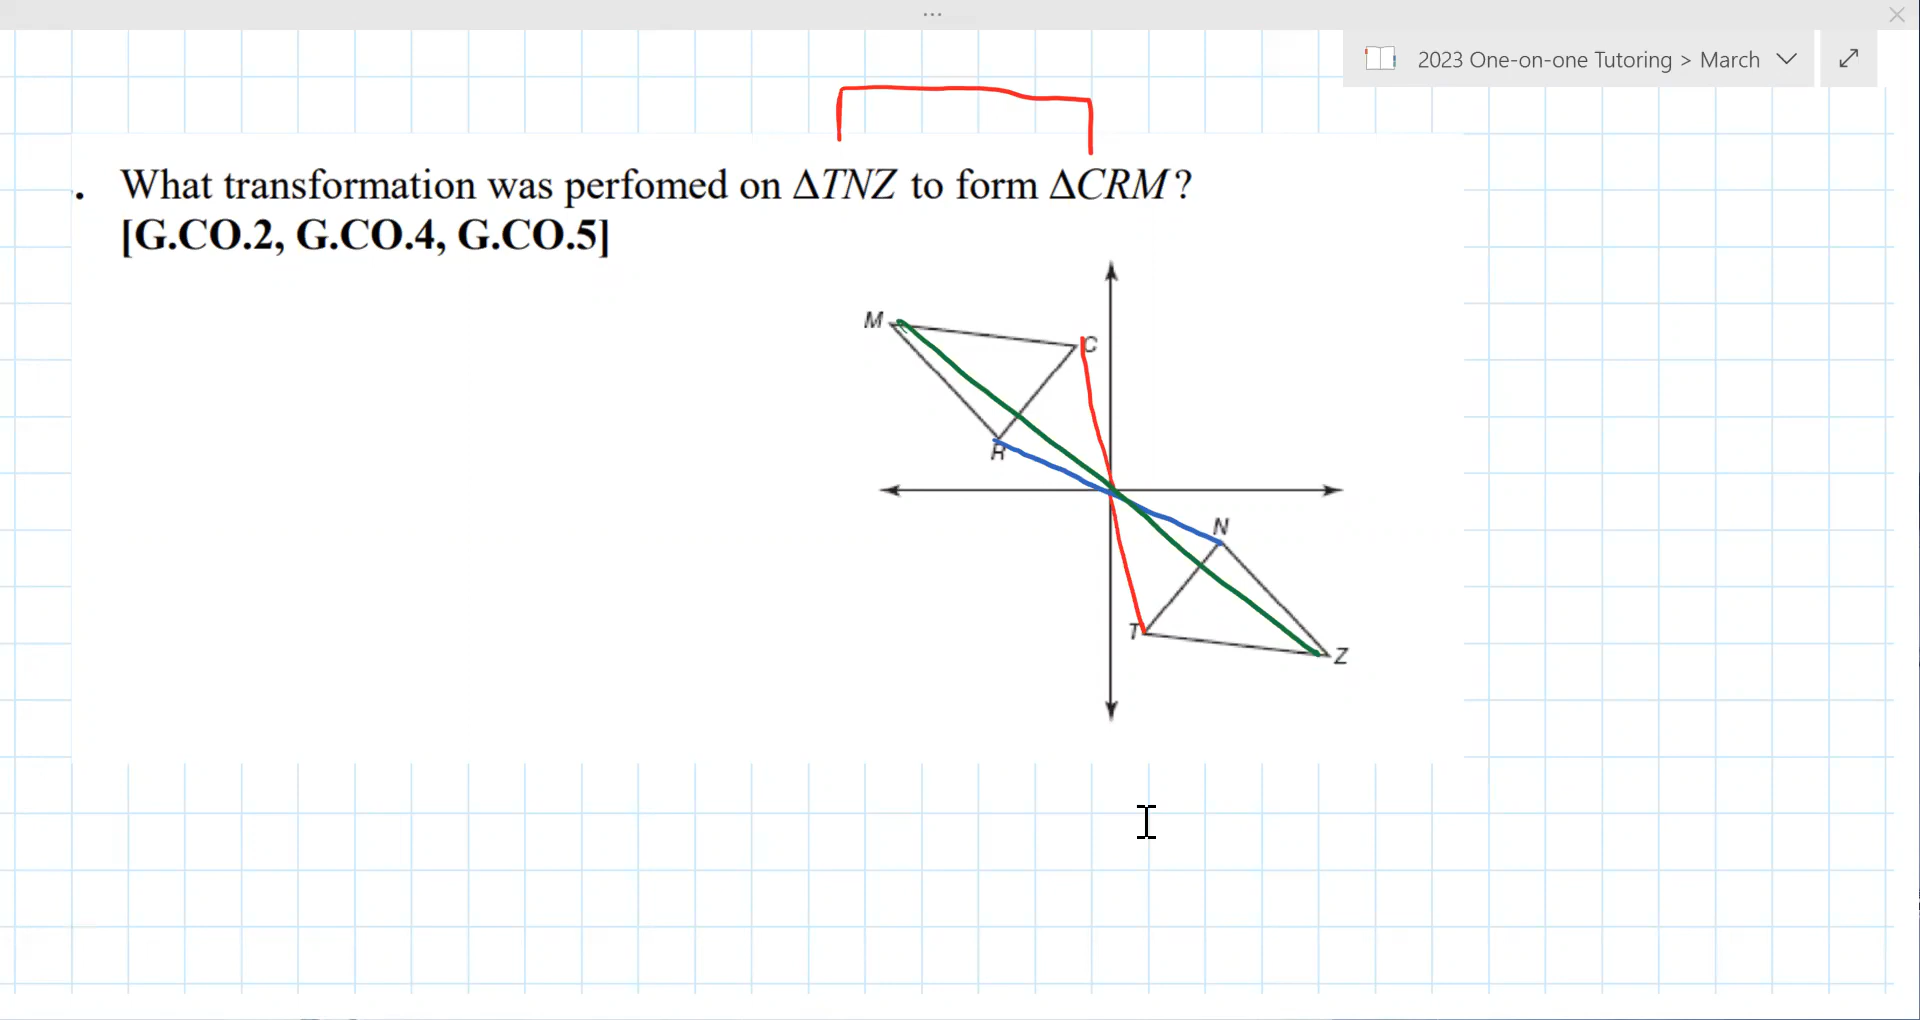 ...
2023 One-on-one Tutoring > March
. What transformation was perfomed on ΔTNZ to form ΔCRM?
[G.CO.2, G.CO.4, G.CO.5]
M
C
R
N
T
Z